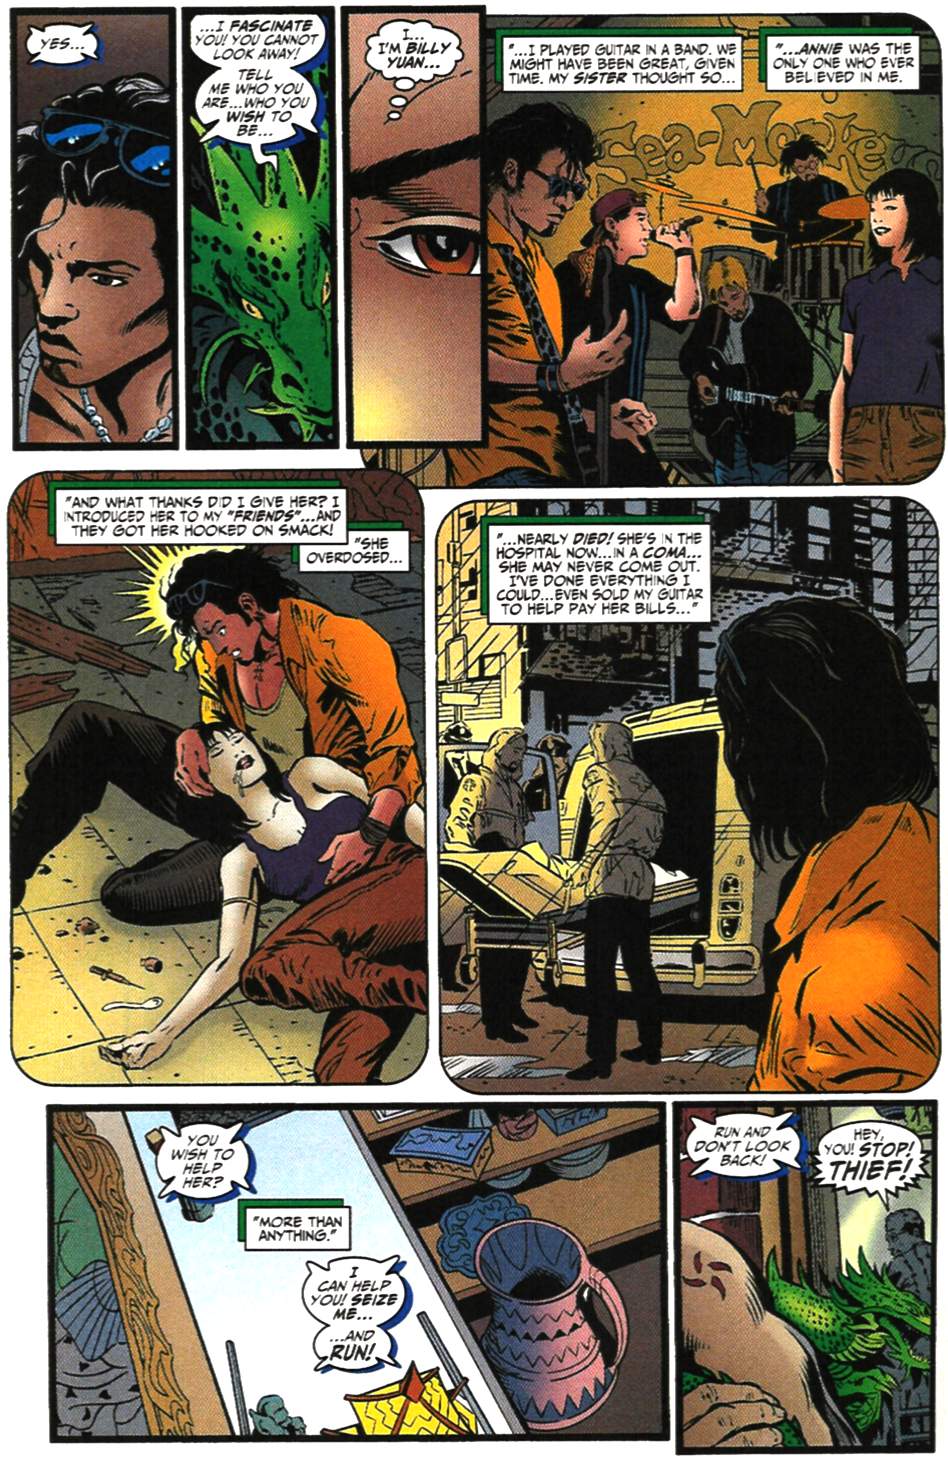 YES...
...I FASCINATE
YOU! YOU CANNOT
LOOK AWAY!
TELL
ME WHO YOU
ARE...WHO YOU
WISH TO
BE...
I...
I'M BILLY
YUAN...
"...I PLAYED GUITAR IN A BAND. WE
MIGHT HAVE BEEN GREAT, GIVEN
TIME. MY SISTER THOUGHT SO...
"...ANNIE WAS THE
ONLY ONE WHO EVER
BELIEVED IN ME.
Sea-Monkeys
"AND WHAT THANKS DID I GIVE HER? I
INTRODUCED HER TO MY "FRIENDS"...AND
THEY GOT HER HOOKED ON SMACK!
"SHE
OVERDOSED...
"...NEARLY DIED! SHE'S IN THE
HOSPITAL NOW...IN A COMA...
SHE MAY NEVER COME OUT.
I'VE DONE EVERYTHING I
COULD...EVEN SOLD MY GUITAR
TO HELP PAY HER BILLS..."
YOU
WISH TO
HELP
HER?
"MORE THAN
ANYTHING."
I
CAN HELP
YOU! SEIZE
ME...
...AND
RUN!
RUN AND
DON'T LOOK
BACK!
HEY,
YOU! STOP!
THIEF!